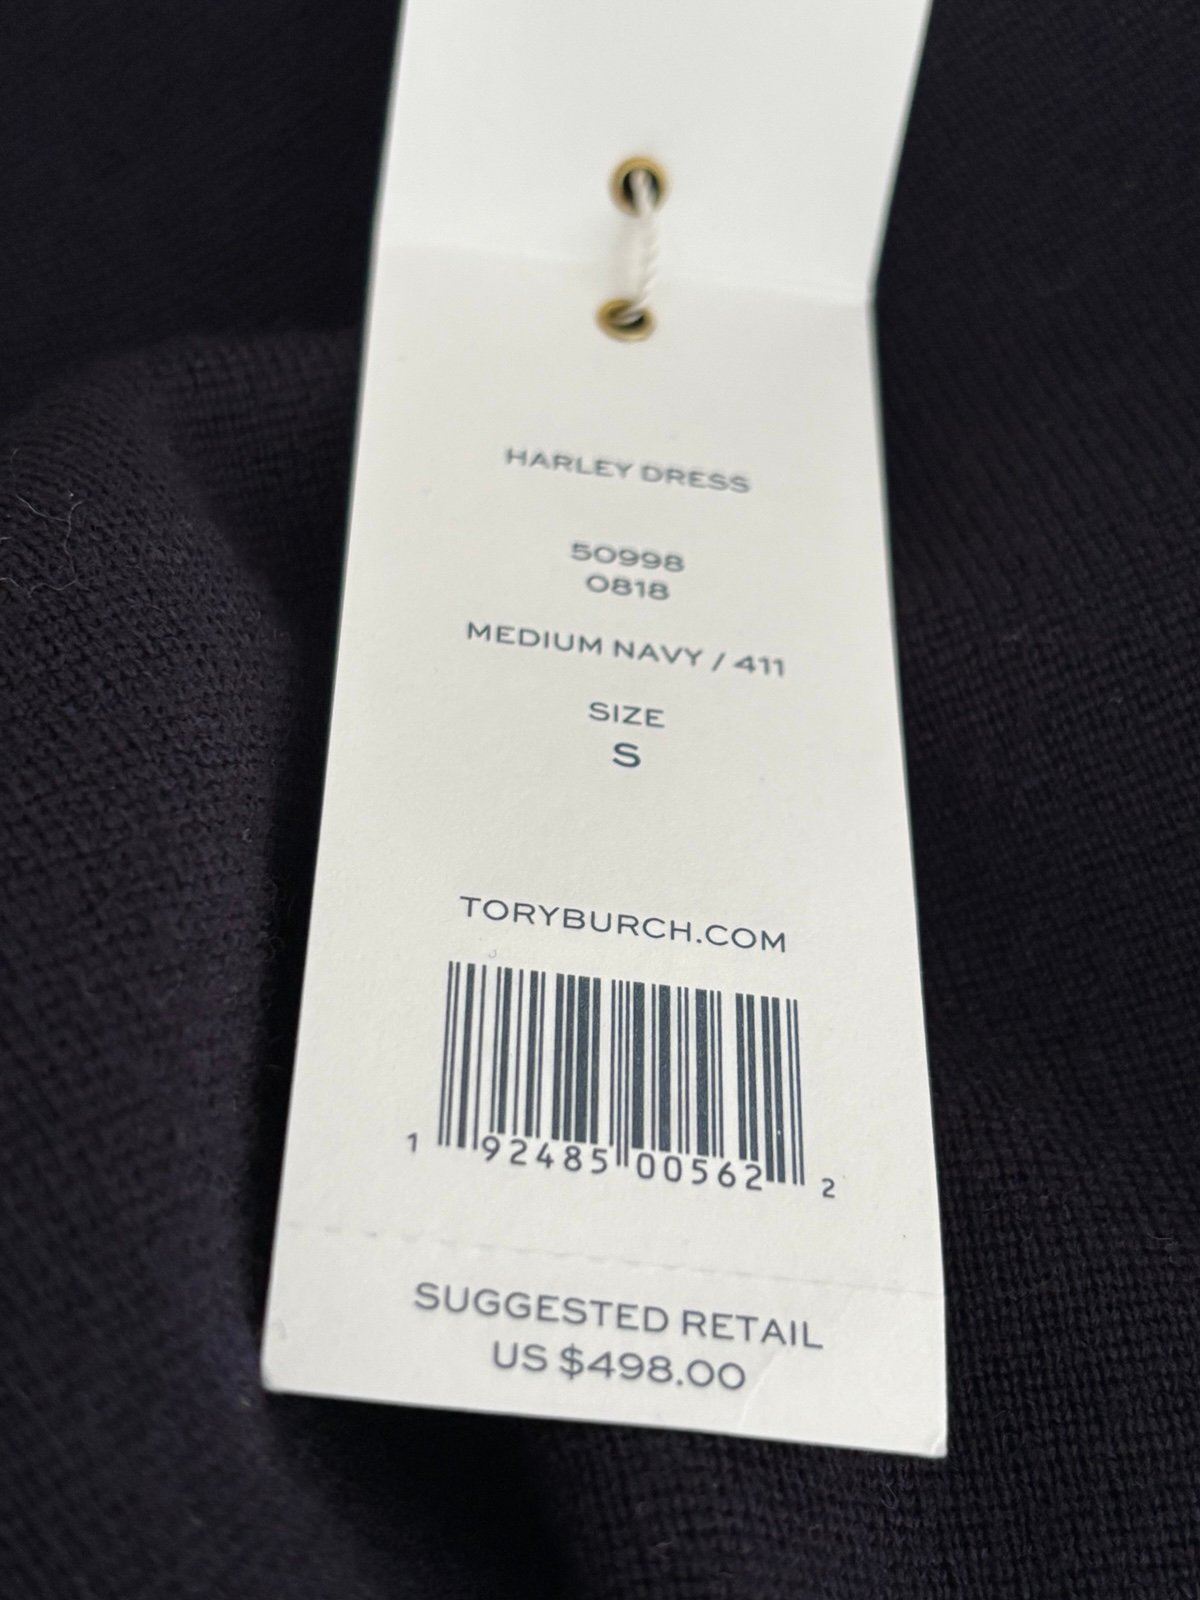 HARLEY DRESS
50998
0818
MEDIUM NAVY / 411
SIZE
S
TORYBURCH.COM
1 92485 00562 2
SUGGESTED RETAIL
US $498.00